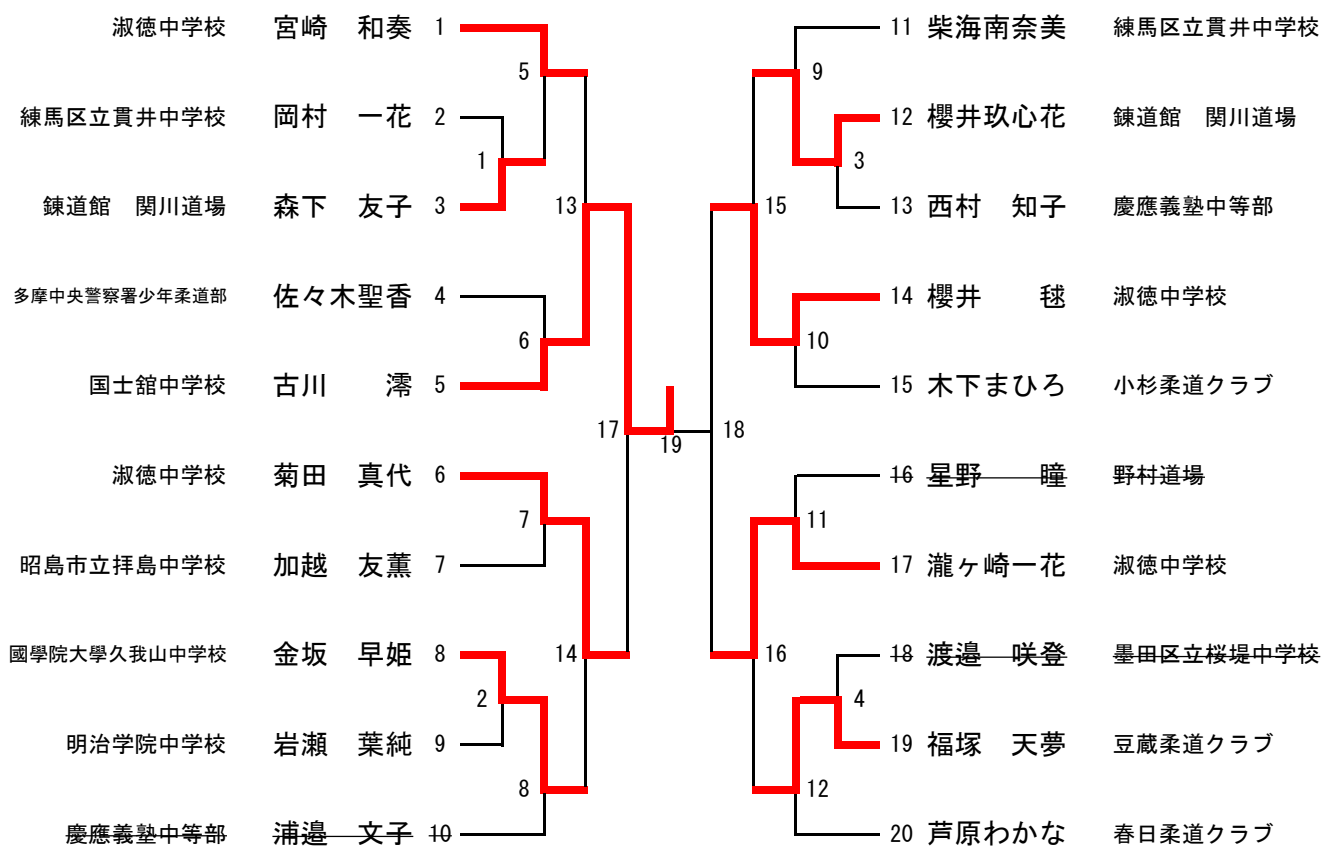 淑徳中学校 宮崎　和奏 1
5
練馬区立貫井中学校 岡村　一花 2
1
錬道館　関川道場 森下　友子 3
13
多摩中央警察署少年柔道部 佐々木聖香 4
6
国士舘中学校 古川　　澪 5
17
淑徳中学校 菊田　真代 6
7
昭島市立拝島中学校 加越　友薫 7
國學院大學久我山中学校 金坂　早姫 8
14
2
明治学院中学校 岩瀬　葉純 9
8
慶應義塾中等部 浦邉　文子 10
19
11 柴海南奈美 練馬区立貫井中学校
9
12 櫻井玖心花 錬道館　関川道場
3
13 西村　知子 慶應義塾中等部
15
14 櫻井　　毬 淑徳中学校
10
15 木下まひろ 小杉柔道クラブ
18
16 星野　　瞳 野村道場
11
17 瀧ヶ崎一花 淑徳中学校
18 渡邉　咲登 墨田区立桜堤中学校
16
4
19 福塚　天夢 豆蔵柔道クラブ
12
20 芦原わかな 春日柔道クラブ